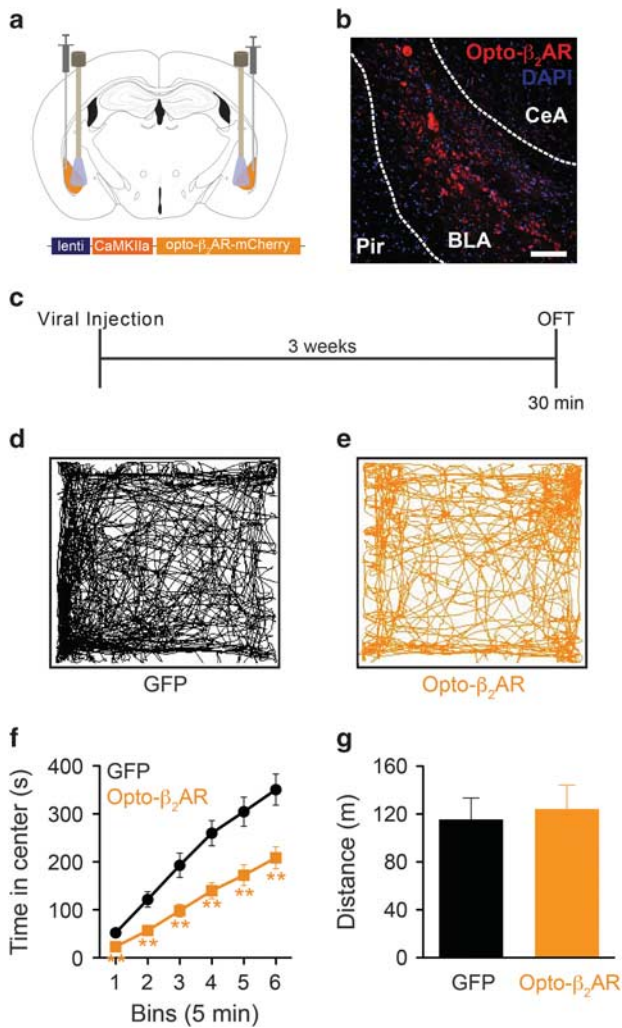 a
lenti CaMKIIa opto-β₂AR-mCherry
b
Opto-β₂AR
DAPI
CeA
Pir
BLA
c
Viral Injection
OFT
3 weeks
30 min
d
GFP
e
Opto-β₂AR
f
Time in center (s)
400
300
200
100
0
GFP
Opto-β₂AR
**
**
**
**
**
**
1 2 3 4 5 6
Bins (5 min)
g
Distance (m)
160
120
80
40
0
GFP Opto-β₂AR